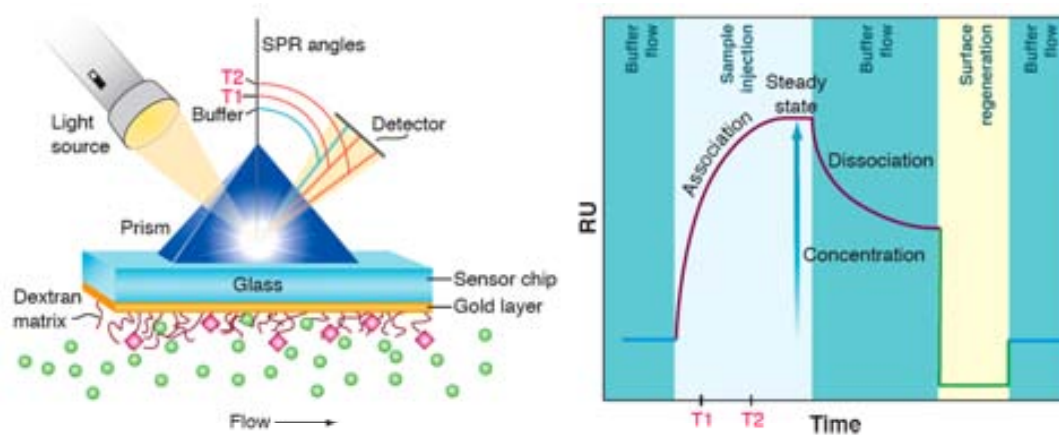 SPR angles
T2
T1
Buffer
Light
source
Detector
Prism
Glass
Sensor chip
Gold layer
Dextran
matrix
Flow
Buffer
flow
Sample
injection
Buffer
flow
Surface
regeneration
Buffer
flow
Steady
state
Association
Dissociation
Concentration
RU
T1
T2
Time